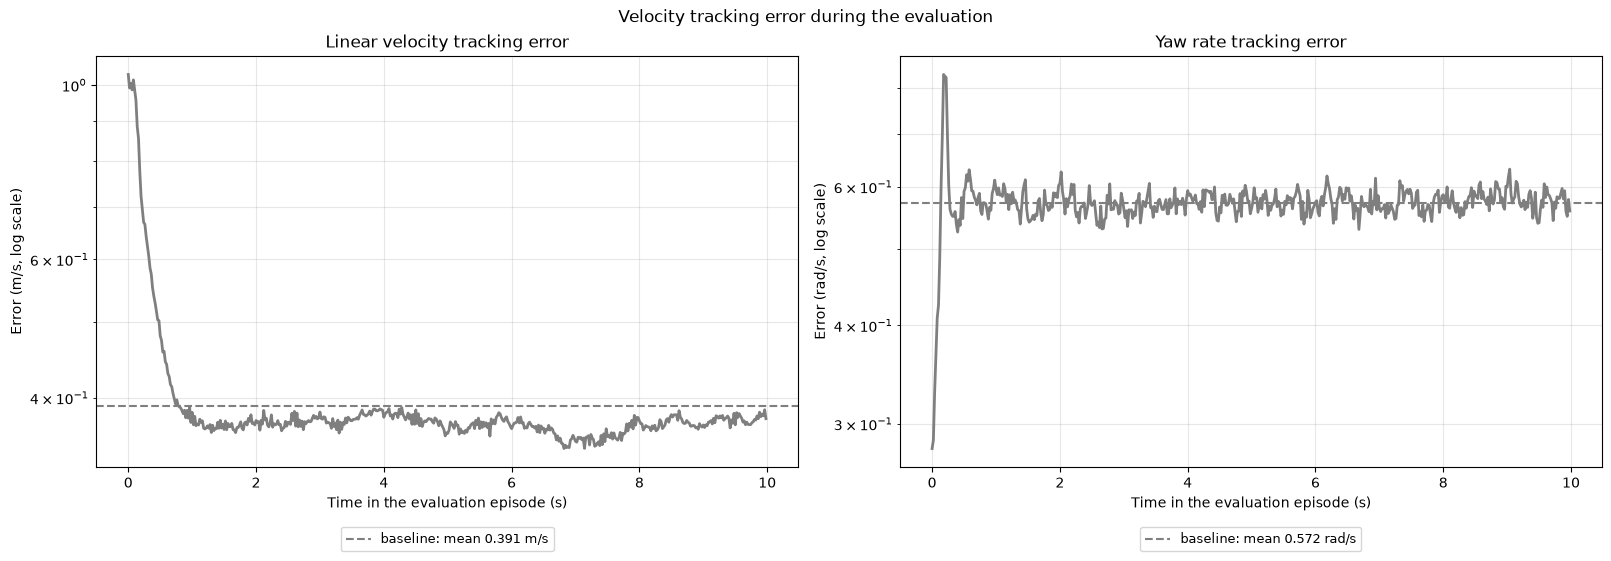 Velocity tracking error during the evaluation
Linear velocity tracking error
Error (m/s, log scale)
10⁰
6 × 10⁻¹
4 × 10⁻¹
0 2 4 6 8 10
Time in the evaluation episode (s)
baseline: mean 0.391 m/s
Yaw rate tracking error
Error (rad/s, log scale)
6 × 10⁻¹
4 × 10⁻¹
3 × 10⁻¹
0 2 4 6 8 10
Time in the evaluation episode (s)
baseline: mean 0.572 rad/s